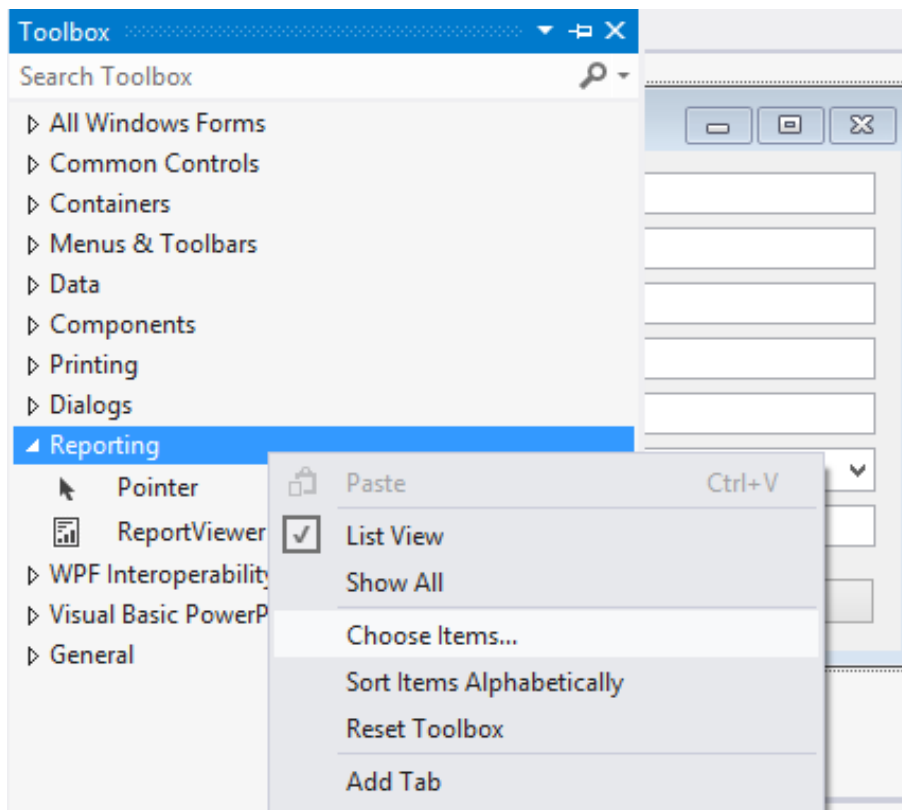 Toolbox
Search Toolbox
All Windows Forms
Common Controls
Containers
Menus & Toolbars
Data
Components
Printing
Dialogs
Reporting
Pointer
ReportViewer
WPF Interoperability
Visual Basic PowerP
General
Paste Ctrl+V
List View
Show All
Choose Items...
Sort Items Alphabetically
Reset Toolbox
Add Tab